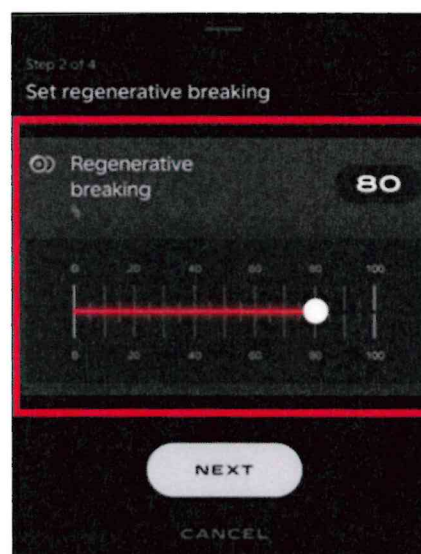 Step 2 of 4
Set regenerative breaking
Regenerative
breaking
80
0 20 40 60 80 100
0 20 40 60 80 100
NEXT
CANCEL